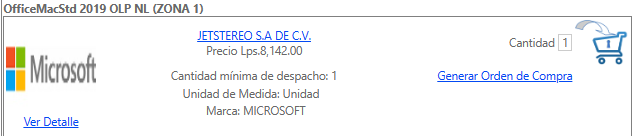 OfficeMacStd 2019 OLP NL (ZONA 1)
JETSTEREO S.A DE C.V.
Precio Lps.8,142.00
Cantidad 1
1
Microsoft
Cantidad mínima de despacho: 1
Generar Orden de Compra
Unidad de Medida: Unidad
Marca: MICROSOFT
Ver Detalle